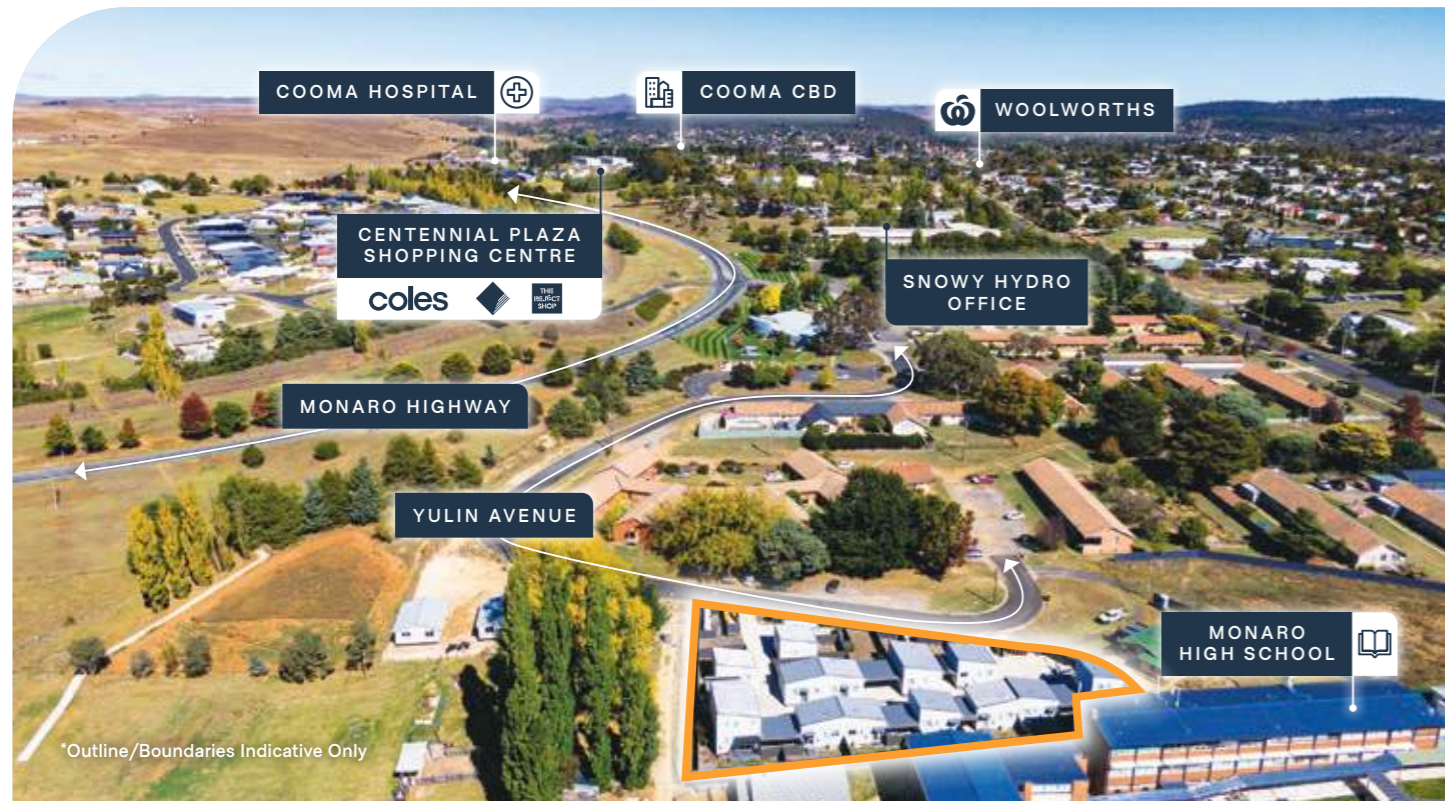 COOMA HOSPITAL
COOMA CBD
WOOLWORTHS
CENTENNIAL PLAZA
SHOPPING CENTRE
coles
THE
REJECT
SHOP
SNOWY HYDRO
OFFICE
MONARO HIGHWAY
YULIN AVENUE
MONARO
HIGH SCHOOL
*Outline/Boundaries Indicative Only